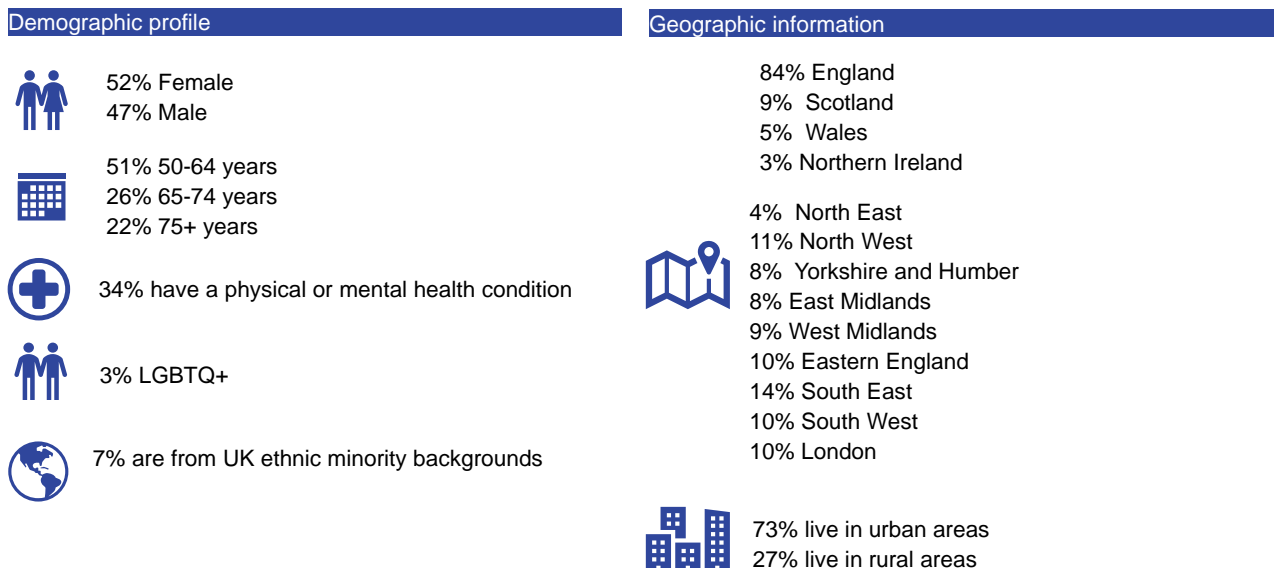 Demographic profile
52% Female
47% Male
51% 50-64 years
26% 65-74 years
22% 75+ years
34% have a physical or mental health condition
3% LGBTQ+
7% are from UK ethnic minority backgrounds
Geographic information
84% England
9% Scotland
5% Wales
3% Northern Ireland
4% North East
11% North West
8% Yorkshire and Humber
8% East Midlands
9% West Midlands
10% Eastern England
14% South East
10% South West
10% London
73% live in urban areas
27% live in rural areas